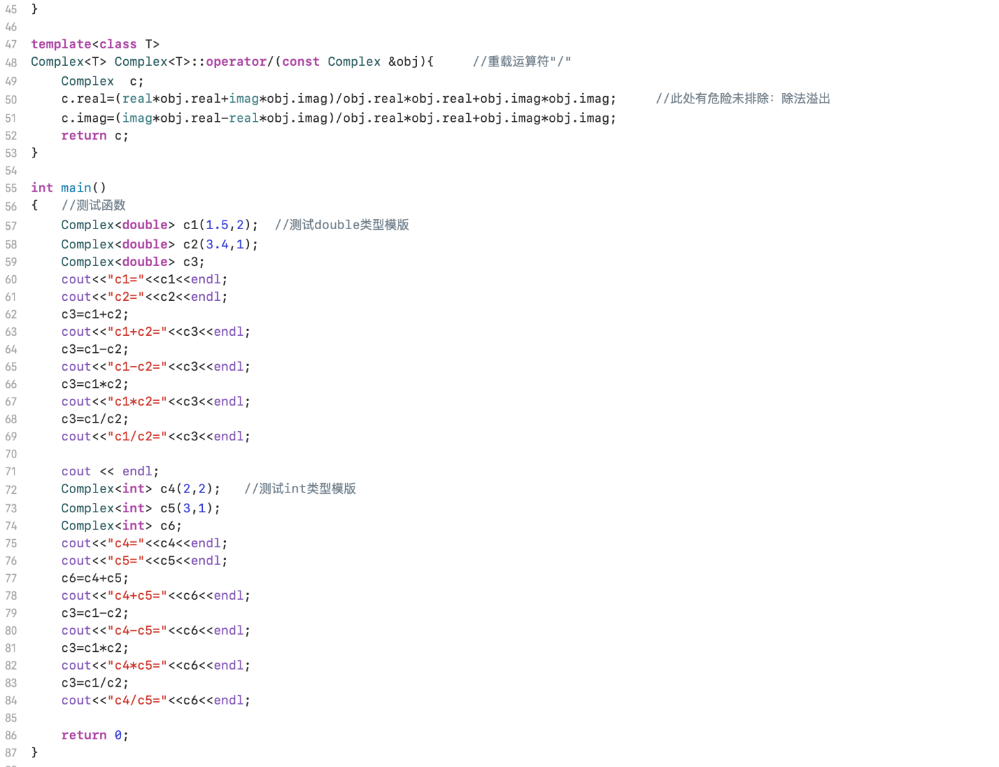 45 }
46
47 template<class T>
48 Complex<T> Complex<T>::operator/(const Complex &obj){     //重载运算符"/"
49     Complex  c;
50     c.real=(real*obj.real+imag*obj.imag)/obj.real*obj.real+obj.imag*obj.imag;     //此处有危险未排除：除法溢出
51     c.imag=(imag*obj.real-real*obj.imag)/obj.real*obj.real+obj.imag*obj.imag;
52     return c;
53 }
54
55 int main()
56 {   //测试函数
57     Complex<double> c1(1.5,2);  //测试double类型模版
58     Complex<double> c2(3.4,1);
59     Complex<double> c3;
60     cout<<"c1="<<c1<<endl;
61     cout<<"c2="<<c2<<endl;
62     c3=c1+c2;
63     cout<<"c1+c2="<<c3<<endl;
64     c3=c1-c2;
65     cout<<"c1-c2="<<c3<<endl;
66     c3=c1*c2;
67     cout<<"c1*c2="<<c3<<endl;
68     c3=c1/c2;
69     cout<<"c1/c2="<<c3<<endl;
70
71     cout << endl;
72     Complex<int> c4(2,2);   //测试int类型模版
73     Complex<int> c5(3,1);
74     Complex<int> c6;
75     cout<<"c4="<<c4<<endl;
76     cout<<"c5="<<c5<<endl;
77     c6=c4+c5;
78     cout<<"c4+c5="<<c6<<endl;
79     c3=c1-c2;
80     cout<<"c4-c5="<<c6<<endl;
81     c3=c1*c2;
82     cout<<"c4*c5="<<c6<<endl;
83     c3=c1/c2;
84     cout<<"c4/c5="<<c6<<endl;
85
86     return 0;
87 }